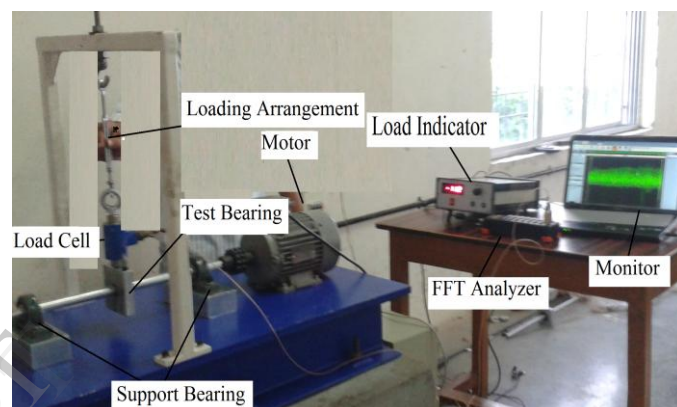 Loading Arrangement
Load Indicator
Motor
Test Bearing
Load Cell
Monitor
FFT Analyzer
Support Bearing